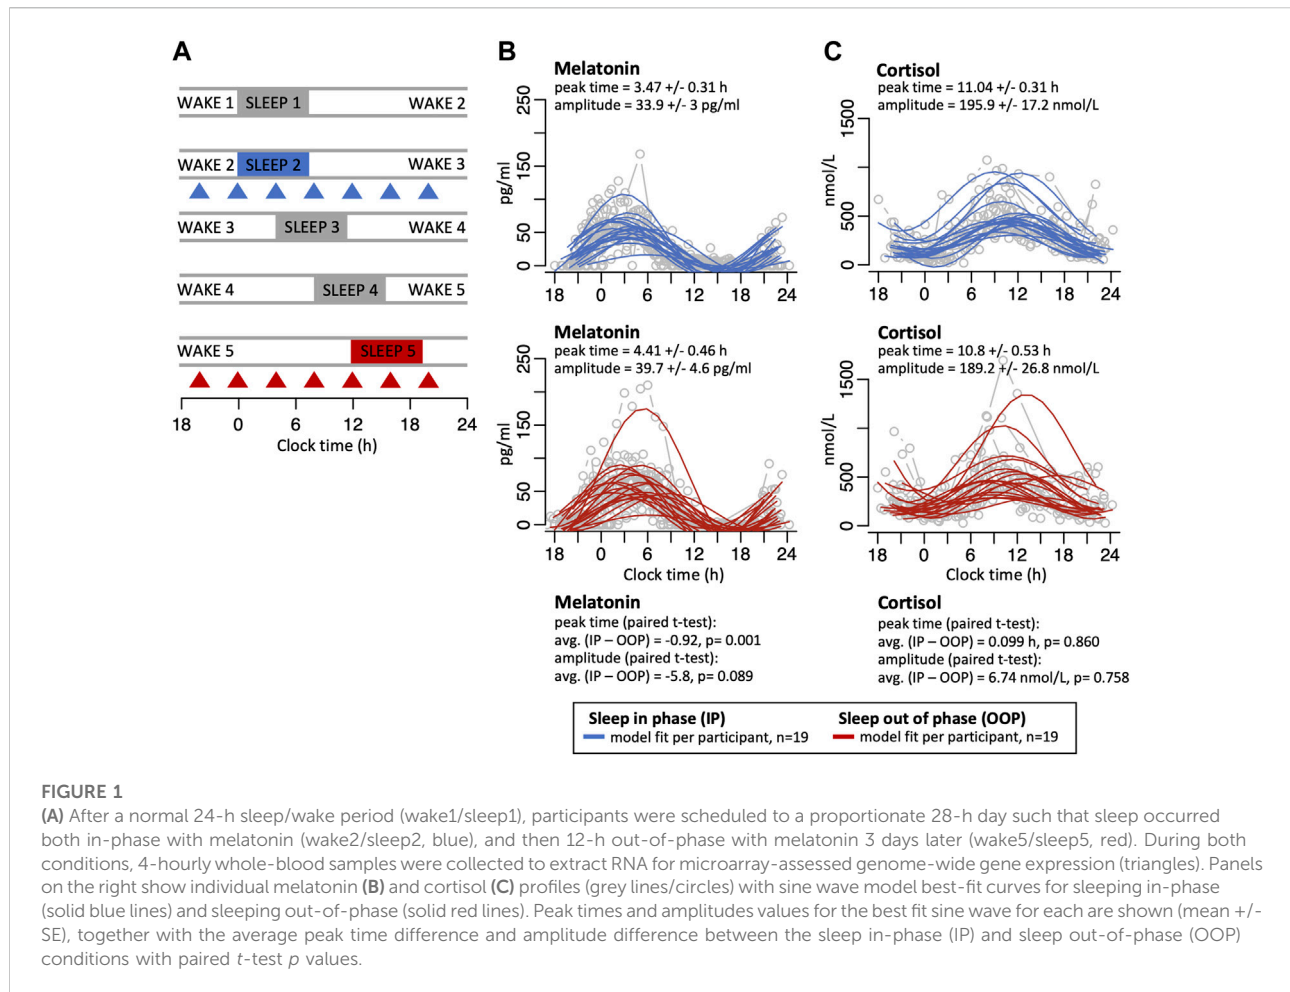 A
WAKE 1 SLEEP 1 WAKE 2
WAKE 2 SLEEP 2 WAKE 3
WAKE 3 SLEEP 3 WAKE 4
WAKE 4 SLEEP 4 WAKE 5
WAKE 5 SLEEP 5
18 0 6 12 18 24
Clock time (h)
B
Melatonin
peak time = 3.47 +/- 0.31 h
amplitude = 33.9 +/- 3 pg/ml
250
150
50
0
pg/ml
18 0 6 12 18 24
Melatonin
peak time = 4.41 +/- 0.46 h
amplitude = 39.7 +/- 4.6 pg/ml
250
150
50
0
pg/ml
18 0 6 12 18 24
Clock time (h)
Melatonin
peak time (paired t-test):
avg. (IP – OOP) = -0.92, p= 0.001
amplitude (paired t-test):
avg. (IP – OOP) = -5.8, p= 0.089
C
Cortisol
peak time = 11.04 +/- 0.31 h
amplitude = 195.9 +/- 17.2 nmol/L
1500
500
0
nmol/L
18 0 6 12 18 24
Cortisol
peak time = 10.8 +/- 0.53 h
amplitude = 189.2 +/- 26.8 nmol/L
1500
500
0
nmol/L
18 0 6 12 18 24
Clock time (h)
Cortisol
peak time (paired t-test):
avg. (IP – OOP) = 0.099 h, p= 0.860
amplitude (paired t-test):
avg. (IP – OOP) = 6.74 nmol/L, p= 0.758
Sleep in phase (IP)
model fit per participant, n=19
Sleep out of phase (OOP)
model fit per participant, n=19
FIGURE 1
(A) After a normal 24-h sleep/wake period (wake1/sleep1), participants were scheduled to a proportionate 28-h day such that sleep occurred
both in-phase with melatonin (wake2/sleep2, blue), and then 12-h out-of-phase with melatonin 3 days later (wake5/sleep5, red). During both
conditions, 4-hourly whole-blood samples were collected to extract RNA for microarray-assessed genome-wide gene expression (triangles). Panels
on the right show individual melatonin (B) and cortisol (C) profiles (grey lines/circles) with sine wave model best-fit curves for sleeping in-phase
(solid blue lines) and sleeping out-of-phase (solid red lines). Peak times and amplitudes values for the best fit sine wave for each are shown (mean +/-
SE), together with the average peak time difference and amplitude difference between the sleep in-phase (IP) and sleep out-of-phase (OOP)
conditions with paired t-test p values.